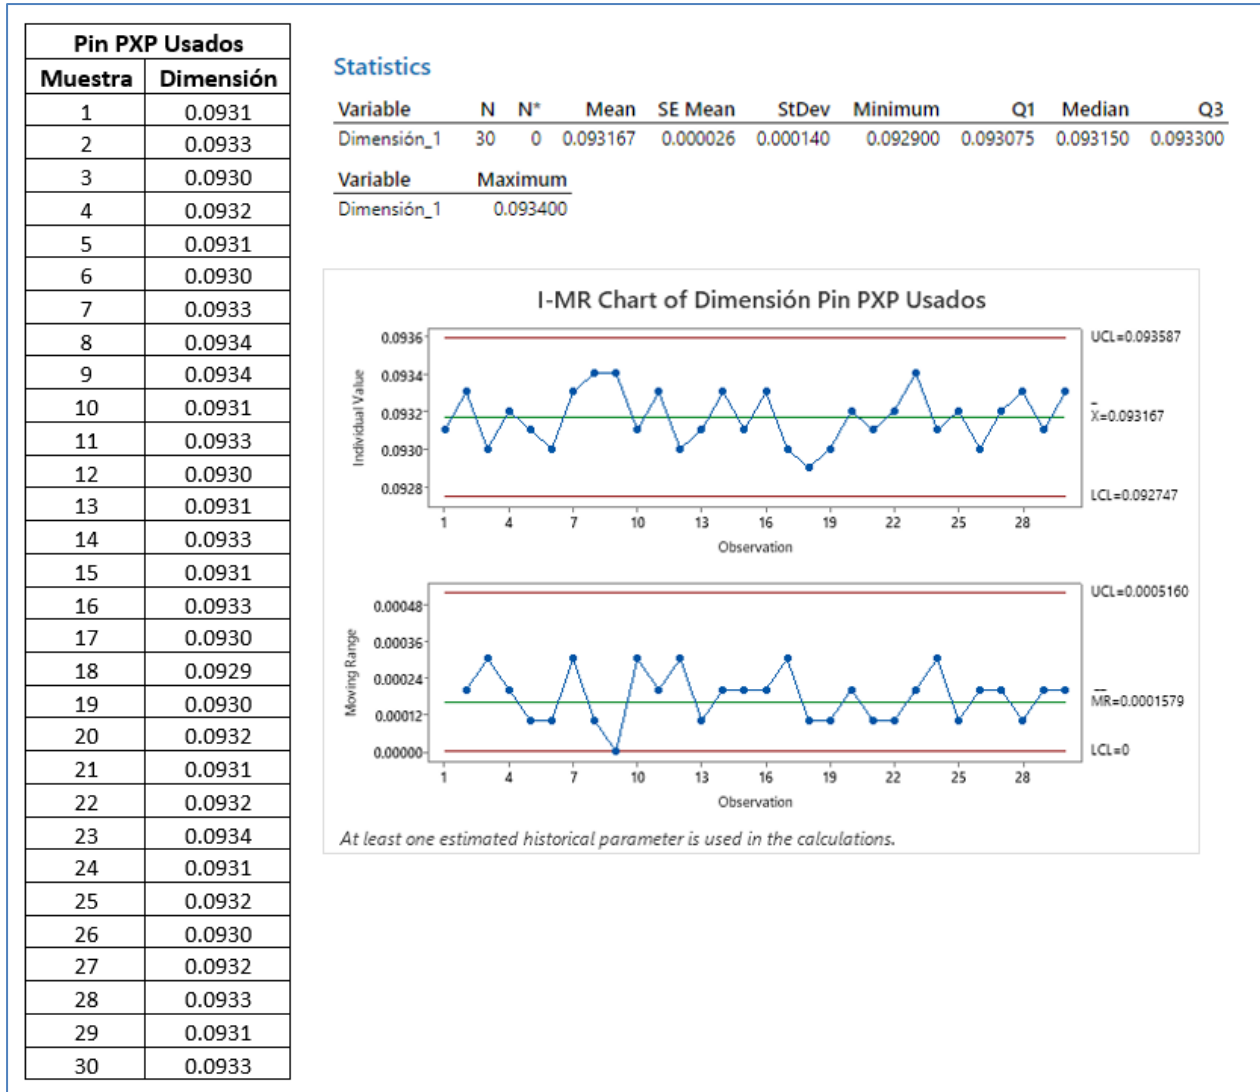 Pin PXP Usados
Muestra Dimensión
1 0.0931
2 0.0933
3 0.0930
4 0.0932
5 0.0931
6 0.0930
7 0.0933
8 0.0934
9 0.0934
10 0.0931
11 0.0933
12 0.0930
13 0.0931
14 0.0933
15 0.0931
16 0.0933
17 0.0930
18 0.0929
19 0.0930
20 0.0932
21 0.0931
22 0.0932
23 0.0934
24 0.0931
25 0.0932
26 0.0930
27 0.0932
28 0.0933
29 0.0931
30 0.0933
Statistics
Variable N N* Mean SE Mean StDev Minimum Q1 Median Q3
Dimensión_1 30 0 0.093167 0.000026 0.000140 0.092900 0.093075 0.093150 0.093300
Variable Maximum
Dimensión_1 0.093400
I-MR Chart of Dimensión Pin PXP Usados
Individual Value
0.0936
0.0934
0.0932
0.0930
0.0928
UCL=0.093587
X̄=0.093167
LCL=0.092747
1 4 7 10 13 16 19 22 25 28
Observation
Moving Range
0.00048
0.00036
0.00024
0.00012
0.00000
UCL=0.0005160
M̅R̅=0.0001579
LCL=0
1 4 7 10 13 16 19 22 25 28
Observation
At least one estimated historical parameter is used in the calculations.